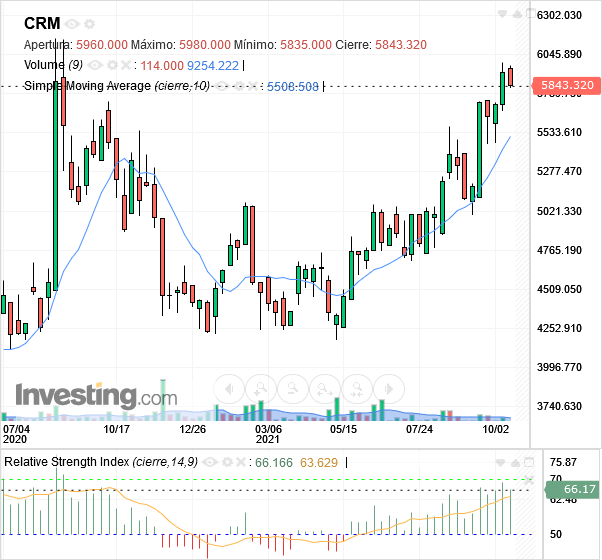 CRM
Apertura: 5960.000 Máximo: 5980.000 Mínimo: 5835.000 Cierre: 5843.320
Volume (9) : 114.000 9254.222 |
Simple Moving Average (cierre,10) : 5508.508 |
6302.030
6045.890
5843.320
5533.610
5277.470
5021.330
4765.190
4509.050
4252.910
3996.770
3740.630
Investing.com
07/04 10/17 12/26 03/06 05/15 07/24 10/02
2020 2021
Relative Strength Index (cierre,14,9) : 66.166 63.629 |
75.87
70
66.17
62.48
50